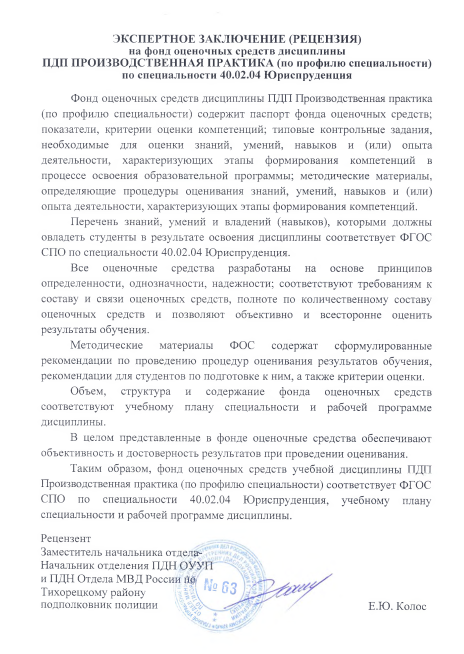 ЭКСПЕРТНОЕ ЗАКЛЮЧЕНИЕ (РЕЦЕНЗИЯ)
на фонд оценочных средств дисциплины
ПДП ПРОИЗВОДСТВЕННАЯ ПРАКТИКА (по профилю специальности)
по специальности 40.02.04 Юриспруденция
Фонд оценочных средств дисциплины ПДП Производственная практика
(по профилю специальности) содержит паспорт фонда оценочных средств;
показатели, критерии оценки компетенций; типовые контрольные задания,
необходимые для оценки знаний, умений, навыков и (или) опыта
деятельности, характеризующих этапы формирования компетенций в
процессе освоения образовательной программы; методические материалы,
определяющие процедуры оценивания знаний, умений, навыков и (или)
опыта деятельности, характеризующих этапы формирования компетенций.
Перечень знаний, умений и владений (навыков), которыми должны
овладеть студенты в результате освоения дисциплины соответствует ФГОС
СПО по специальности 40.02.04 Юриспруденция.
Все оценочные средства разработаны на основе принципов
определенности, однозначности, надежности; соответствуют требованиям к
составу и связи оценочных средств, полноте по количественному составу
оценочных средств и позволяют объективно и всесторонне оценить
результаты обучения.
Методические материалы ФОС содержат сформулированные
рекомендации по проведению процедур оценивания результатов обучения,
рекомендации для студентов по подготовке к ним, а также критерии оценки.
Объем, структура и содержание фонда оценочных средств
соответствуют учебному плану специальности и рабочей программе
дисциплины.
В целом представленные в фонде оценочные средства обеспечивают
объективность и достоверность результатов при проведении оценивания.
Таким образом, фонд оценочных средств учебной дисциплины ПДП
Производственная практика (по профилю специальности) соответствует ФГОС
СПО по специальности 40.02.04 Юриспруденция, учебному плану
специальности и рабочей программе дисциплины.
Рецензент
Заместитель начальника отдела-
Начальник отделения ПДН ОУУП
и ПДН Отдела МВД России по
Тихорецкому району
подполковник полиции
Е.Ю. Колос
№ 63